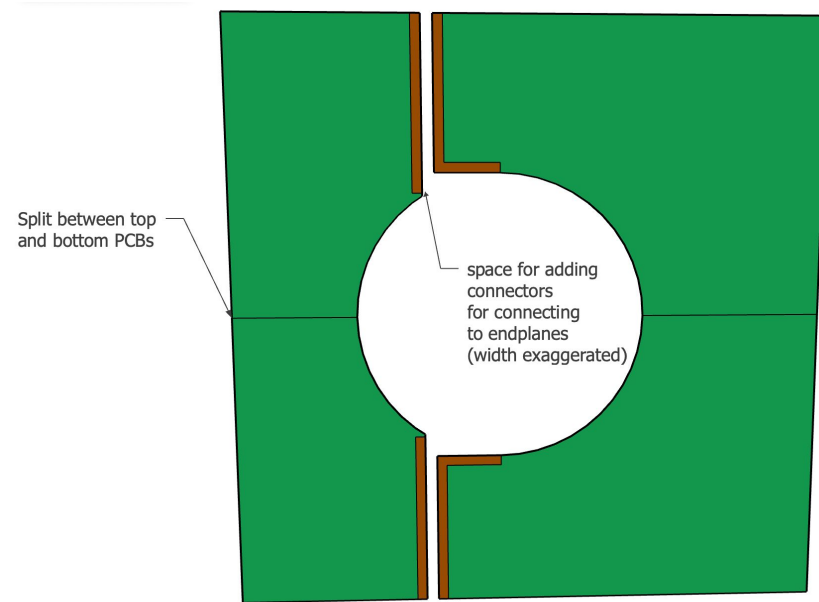 Split between top
and bottom PCBs
space for adding
connectors
for connecting
to endplanes
(width exaggerated)